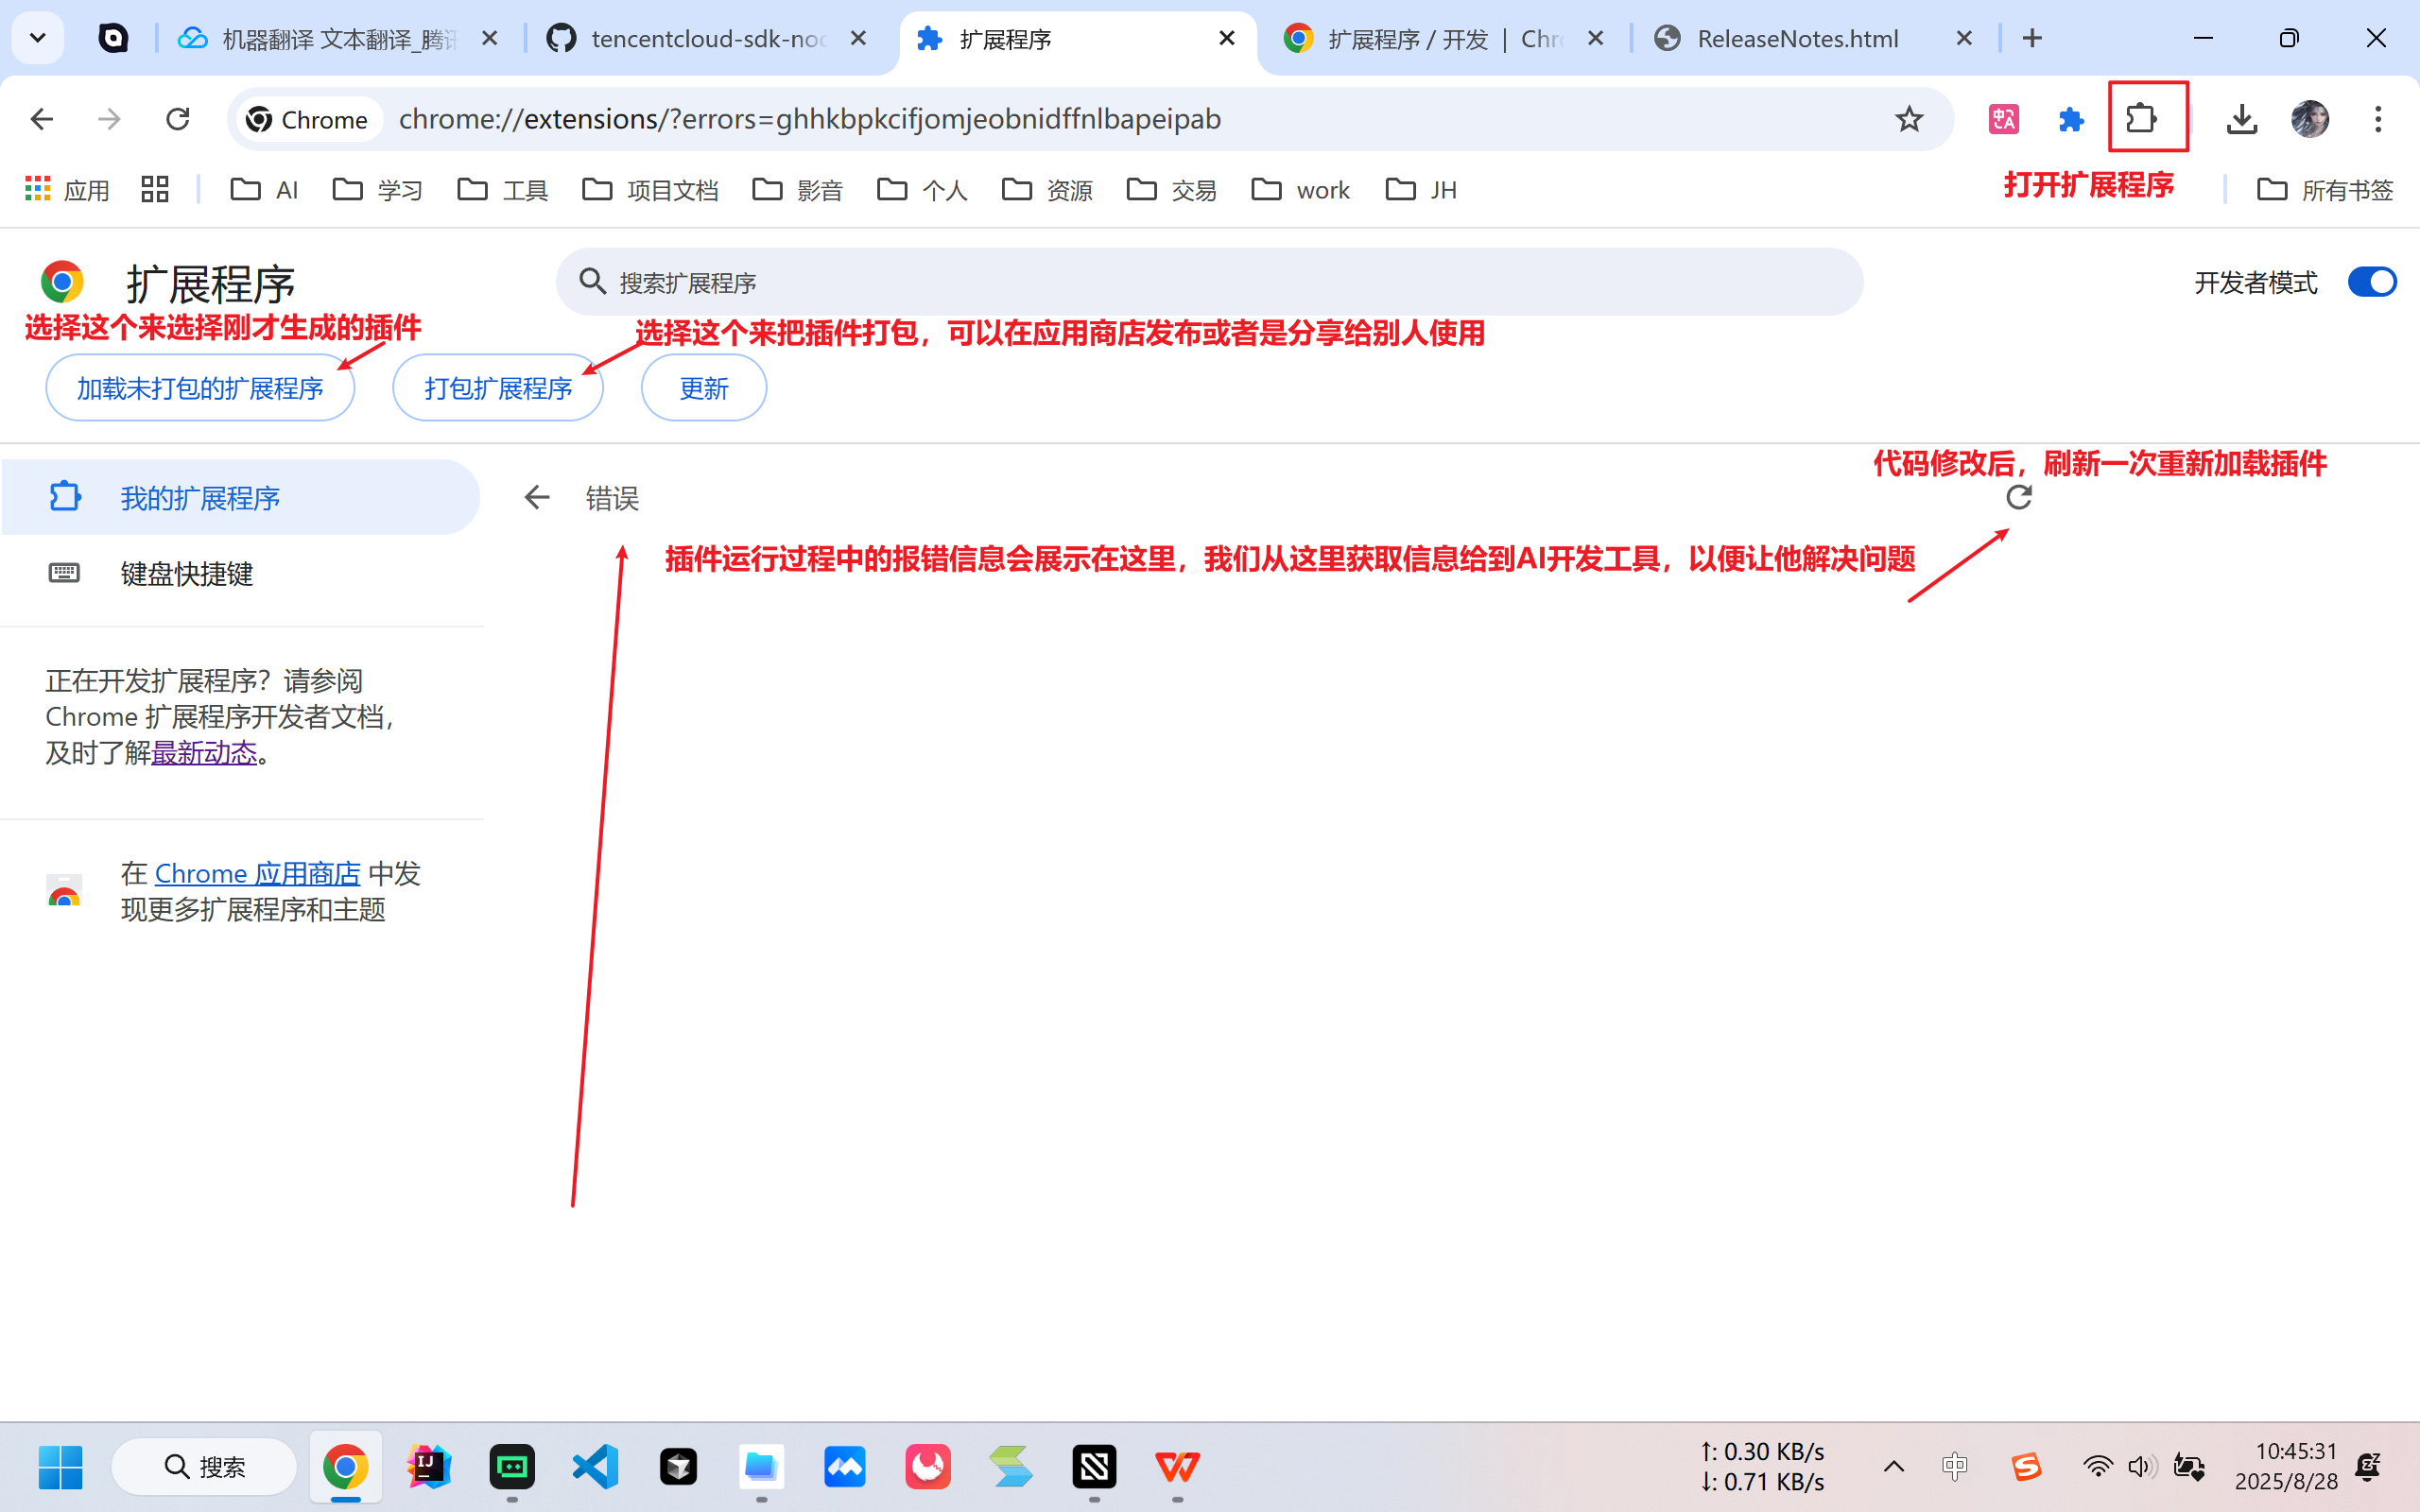 机器翻译 文本翻译_腾讯
tencentcloud-sdk-noc
扩展程序
扩展程序 / 开发 | Chr
ReleaseNotes.html
Chrome
chrome://extensions/?errors=ghhkbpkcifjomjeobnidffnlbapeipab
应用
AI
学习
工具
项目文档
影音
个人
资源
交易
work
JH
打开扩展程序
所有书签
扩展程序
搜索扩展程序
开发者模式
选择这个来选择刚才生成的插件
选择这个来把插件打包，可以在应用商店发布或者是分享给别人使用
加载未打包的扩展程序
打包扩展程序
更新
代码修改后，刷新一次重新加载插件
我的扩展程序
错误
插件运行过程中的报错信息会展示在这里，我们从这里获取信息给到AI开发工具，以便让他解决问题
键盘快捷键
正在开发扩展程序？请参阅
Chrome 扩展程序开发者文档，
及时了解最新动态。
在 Chrome 应用商店 中发
现更多扩展程序和主题
搜索
↑: 0.30 KB/s
↓: 0.71 KB/s
中
10:45:31
2025/8/28